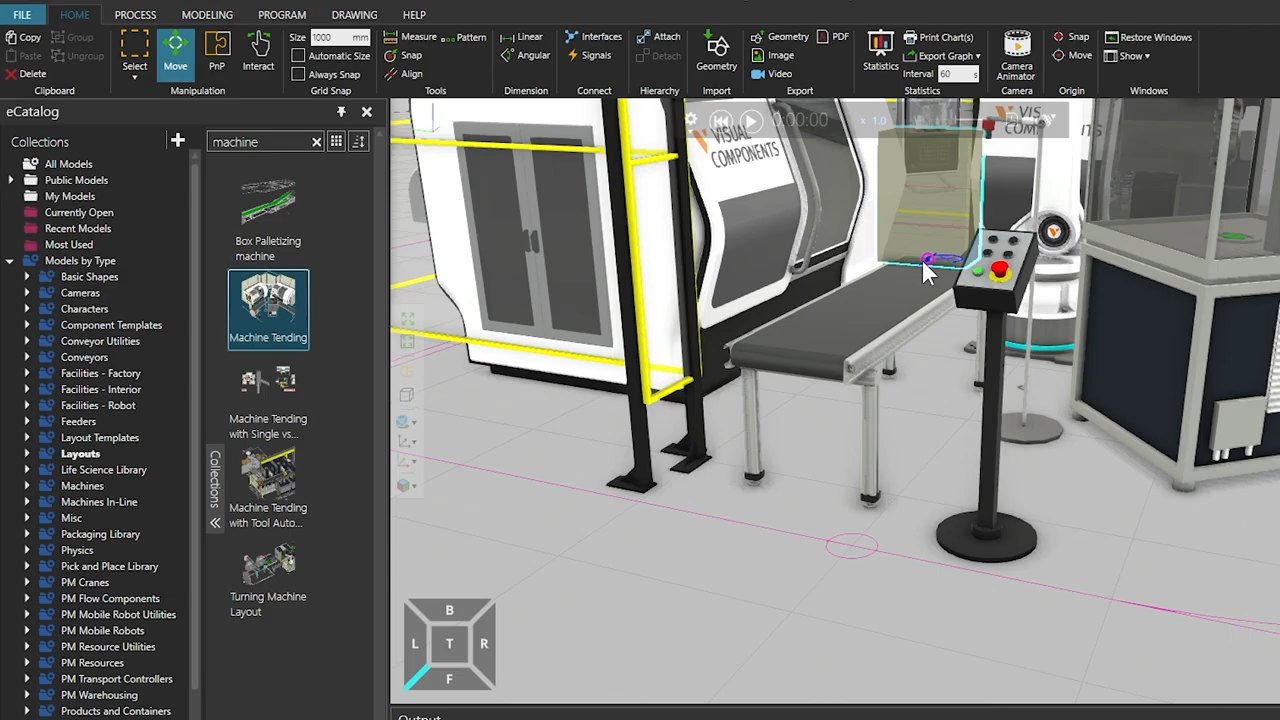 FILE
HOME
PROCESS
MODELING
PROGRAM
DRAWING
HELP
Copy
Group
Paste
Ungroup
Delete
Clipboard
Select
Move
PnP
Interact
Manipulation
Size 1000 mm
Automatic Size
Always Snap
Grid Snap
Measure
Pattern
Snap
Align
Tools
Linear
Angular
Dimension
Interfaces
Signals
Connect
Attach
Detach
Hierarchy
Geometry
Import
Geometry
PDF
Image
Video
Export
Statistics
Print Chart(s)
Export Graph
Interval 60 s
Statistics
Camera
Animator
Camera
Snap
Move
Origin
Restore Windows
Show
Windows
eCatalog
Collections
machine
All Models
Public Models
My Models
Currently Open
Recent Models
Most Used
Models by Type
Basic Shapes
Cameras
Characters
Component Templates
Conveyor Utilities
Conveyors
Facilities - Factory
Facilities - Interior
Facilities - Robot
Feeders
Layout Templates
Layouts
Life Science Library
Machines
Machines In-Line
Misc
Packaging Library
Physics
Pick and Place Library
PM Cranes
PM Flow Components
PM Mobile Robot Utilities
PM Mobile Robots
PM Resource Utilities
PM Resources
PM Transport Controllers
PM Warehousing
Products and Containers
Collections
Box Palletizing
machine
Machine Tending
Machine Tending
with Single vs...
Machine Tending
with Tool Auto...
Turning Machine
Layout
0:00:00
x 1.0
VISUAL
COMPONENTS
B
L T R
F
Output